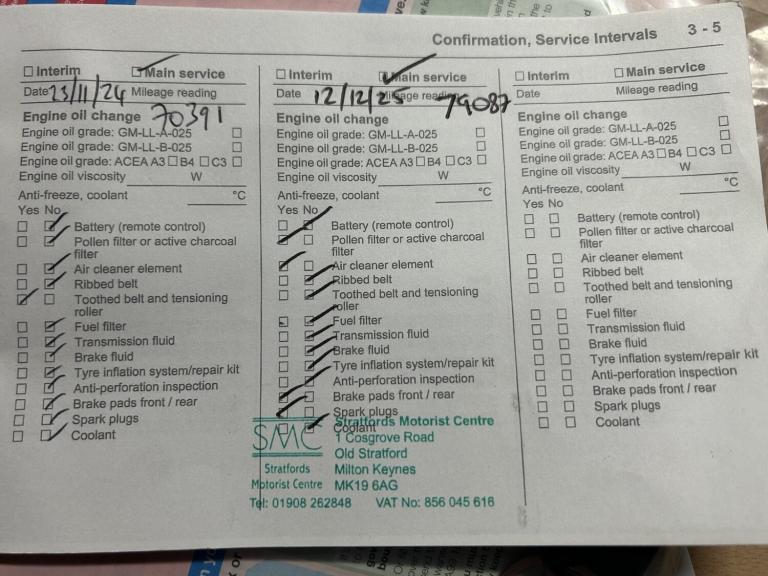 Confirmation, Service Intervals 3 - 5
Interim Main service
Date 23/11/24 Mileage reading
70391
Engine oil change
Engine oil grade: GM-LL-A-025
Engine oil grade: GM-LL-B-025
Engine oil grade: ACEA A3 B4 C3
Engine oil viscosity W
Anti-freeze, coolant °C
Yes No
Battery (remote control)
Pollen filter or active charcoal
filter
Air cleaner element
Ribbed belt
Toothed belt and tensioning
roller
Fuel filter
Transmission fluid
Brake fluid
Tyre inflation system/repair kit
Anti-perforation inspection
Brake pads front / rear
Spark plugs
Coolant
Interim Main service
Date 12/12/25 Mileage reading 79087
Engine oil change
Engine oil grade: GM-LL-A-025
Engine oil grade: GM-LL-B-025
Engine oil grade: ACEA A3 B4 C3
Engine oil viscosity W
Anti-freeze, coolant °C
Yes No
Battery (remote control)
Pollen filter or active charcoal
filter
Air cleaner element
Ribbed belt
Toothed belt and tensioning
roller
Fuel filter
Transmission fluid
Brake fluid
Tyre inflation system/repair kit
Anti-perforation inspection
Brake pads front / rear
Spark plugs
Coolant
SMC
Stratfords
Motorist Centre
Stratfords Motorist Centre
1 Cosgrove Road
Old Stratford
Milton Keynes
MK19 6AG
Tel: 01908 262848 VAT No: 856 045 616
Interim Main service
Date Mileage reading
Engine oil change
Engine oil grade: GM-LL-A-025
Engine oil grade: GM-LL-B-025
Engine oil grade: ACEA A3 B4 C3
Engine oil viscosity W
Anti-freeze, coolant °C
Yes No
Battery (remote control)
Pollen filter or active charcoal
filter
Air cleaner element
Ribbed belt
Toothed belt and tensioning
roller
Fuel filter
Transmission fluid
Brake fluid
Tyre inflation system/repair kit
Anti-perforation inspection
Brake pads front / rear
Spark plugs
Coolant